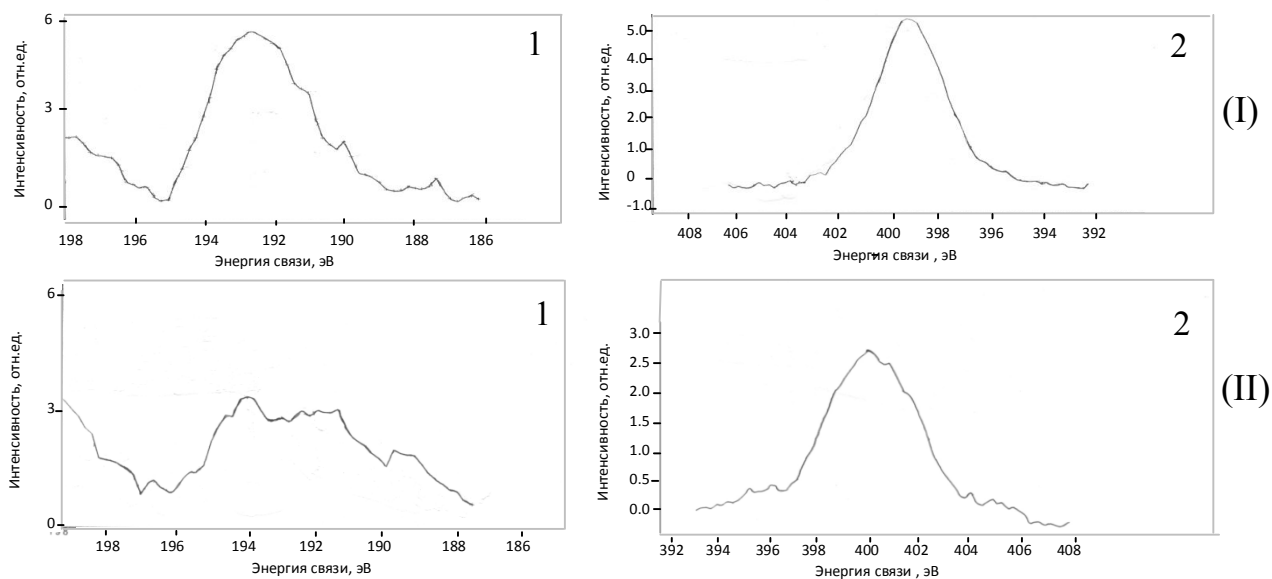 6
3
0
Интенсивность, отн.ед.
1
198 196 194 192 190 188 186
Энергия связи, эВ
5.0
4.0
3.0
2.0
1.0
0
-1.0
Интенсивность, отн.ед.
2
408 406 404 402 400 398 396 394 392
Энергия связи , эВ
(I)
6
3
0
Интенсивность, отн.ед.
1
198 196 194 192 190 188 186
Энергия связи, эВ
3.0
2.5
2.0
1.5
1.0
0.5
0.0
Интенсивность, отн.ед.
2
392 394 396 398 400 402 404 406 408
Энергия связи , эВ
(II)